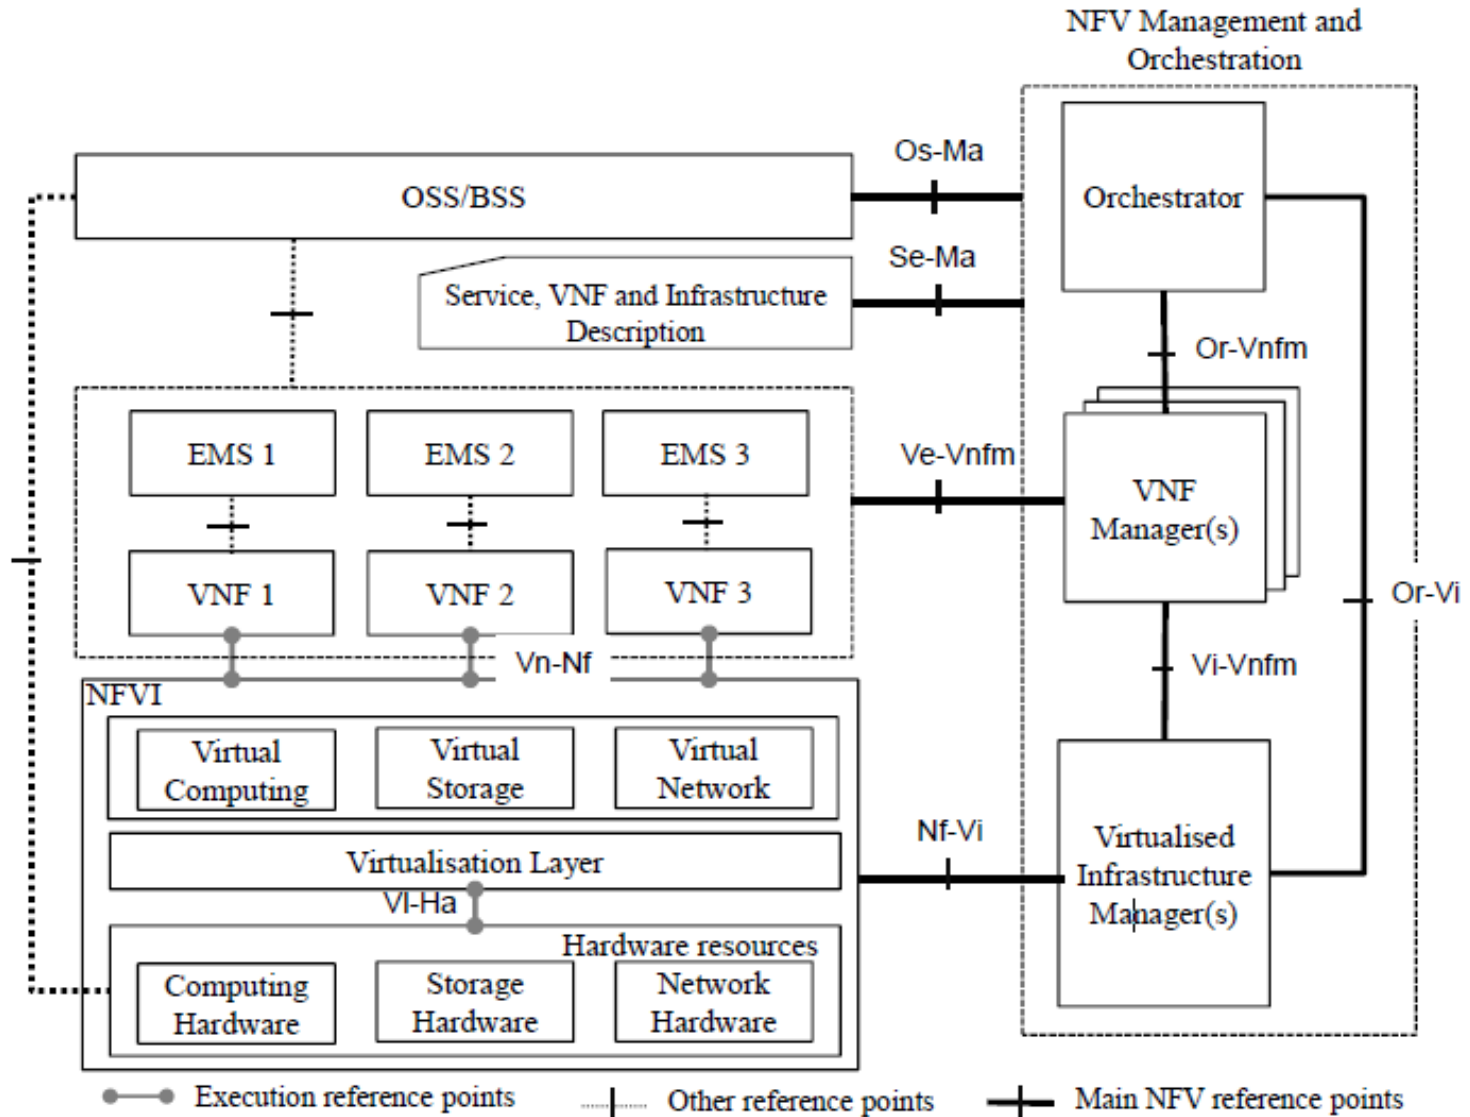 NFV Management and
Orchestration
Os-Ma
OSS/BSS
Orchestrator
Se-Ma
Service, VNF and Infrastructure
Description
Or-Vnfm
EMS 1
EMS 2
EMS 3
Ve-Vnfm
VNF
Manager(s)
VNF 1
VNF 2
VNF 3
Or-Vi
Vn-Nf
Vi-Vnfm
NFVI
Virtual
Computing
Virtual
Storage
Virtual
Network
Nf-Vi
Virtualised
Infrastructure
Manager(s)
Virtualisation Layer
Vl-Ha
Hardware resources
Computing
Hardware
Storage
Hardware
Network
Hardware
Execution reference points
Other reference points
Main NFV reference points